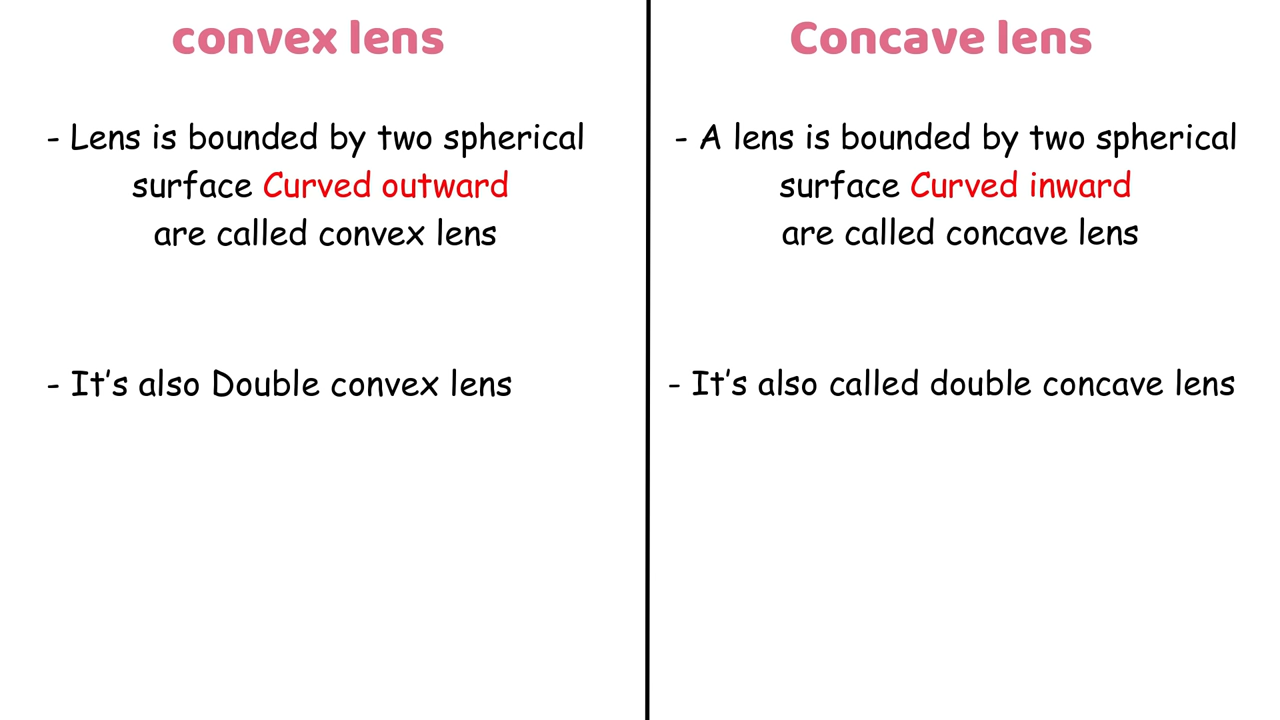 convex lens
- Lens is bounded by two spherical
surface Curved outward
are called convex lens
- It's also Double convex lens
Concave lens
- A lens is bounded by two spherical
surface Curved inward
are called concave lens
- It's also called double concave lens